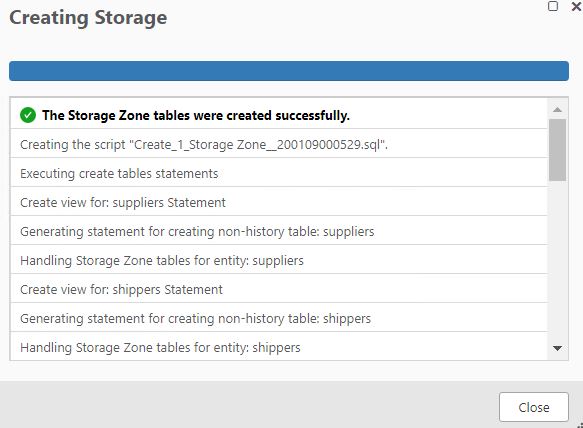 Creating Storage
The Storage Zone tables were created successfully.
Creating the script "Create_1_Storage Zone__200109000529.sql".
Executing create tables statements
Create view for: suppliers Statement
Generating statement for creating non-history table: suppliers
Handling Storage Zone tables for entity: suppliers
Create view for: shippers Statement
Generating statement for creating non-history table: shippers
Handling Storage Zone tables for entity: shippers
Close